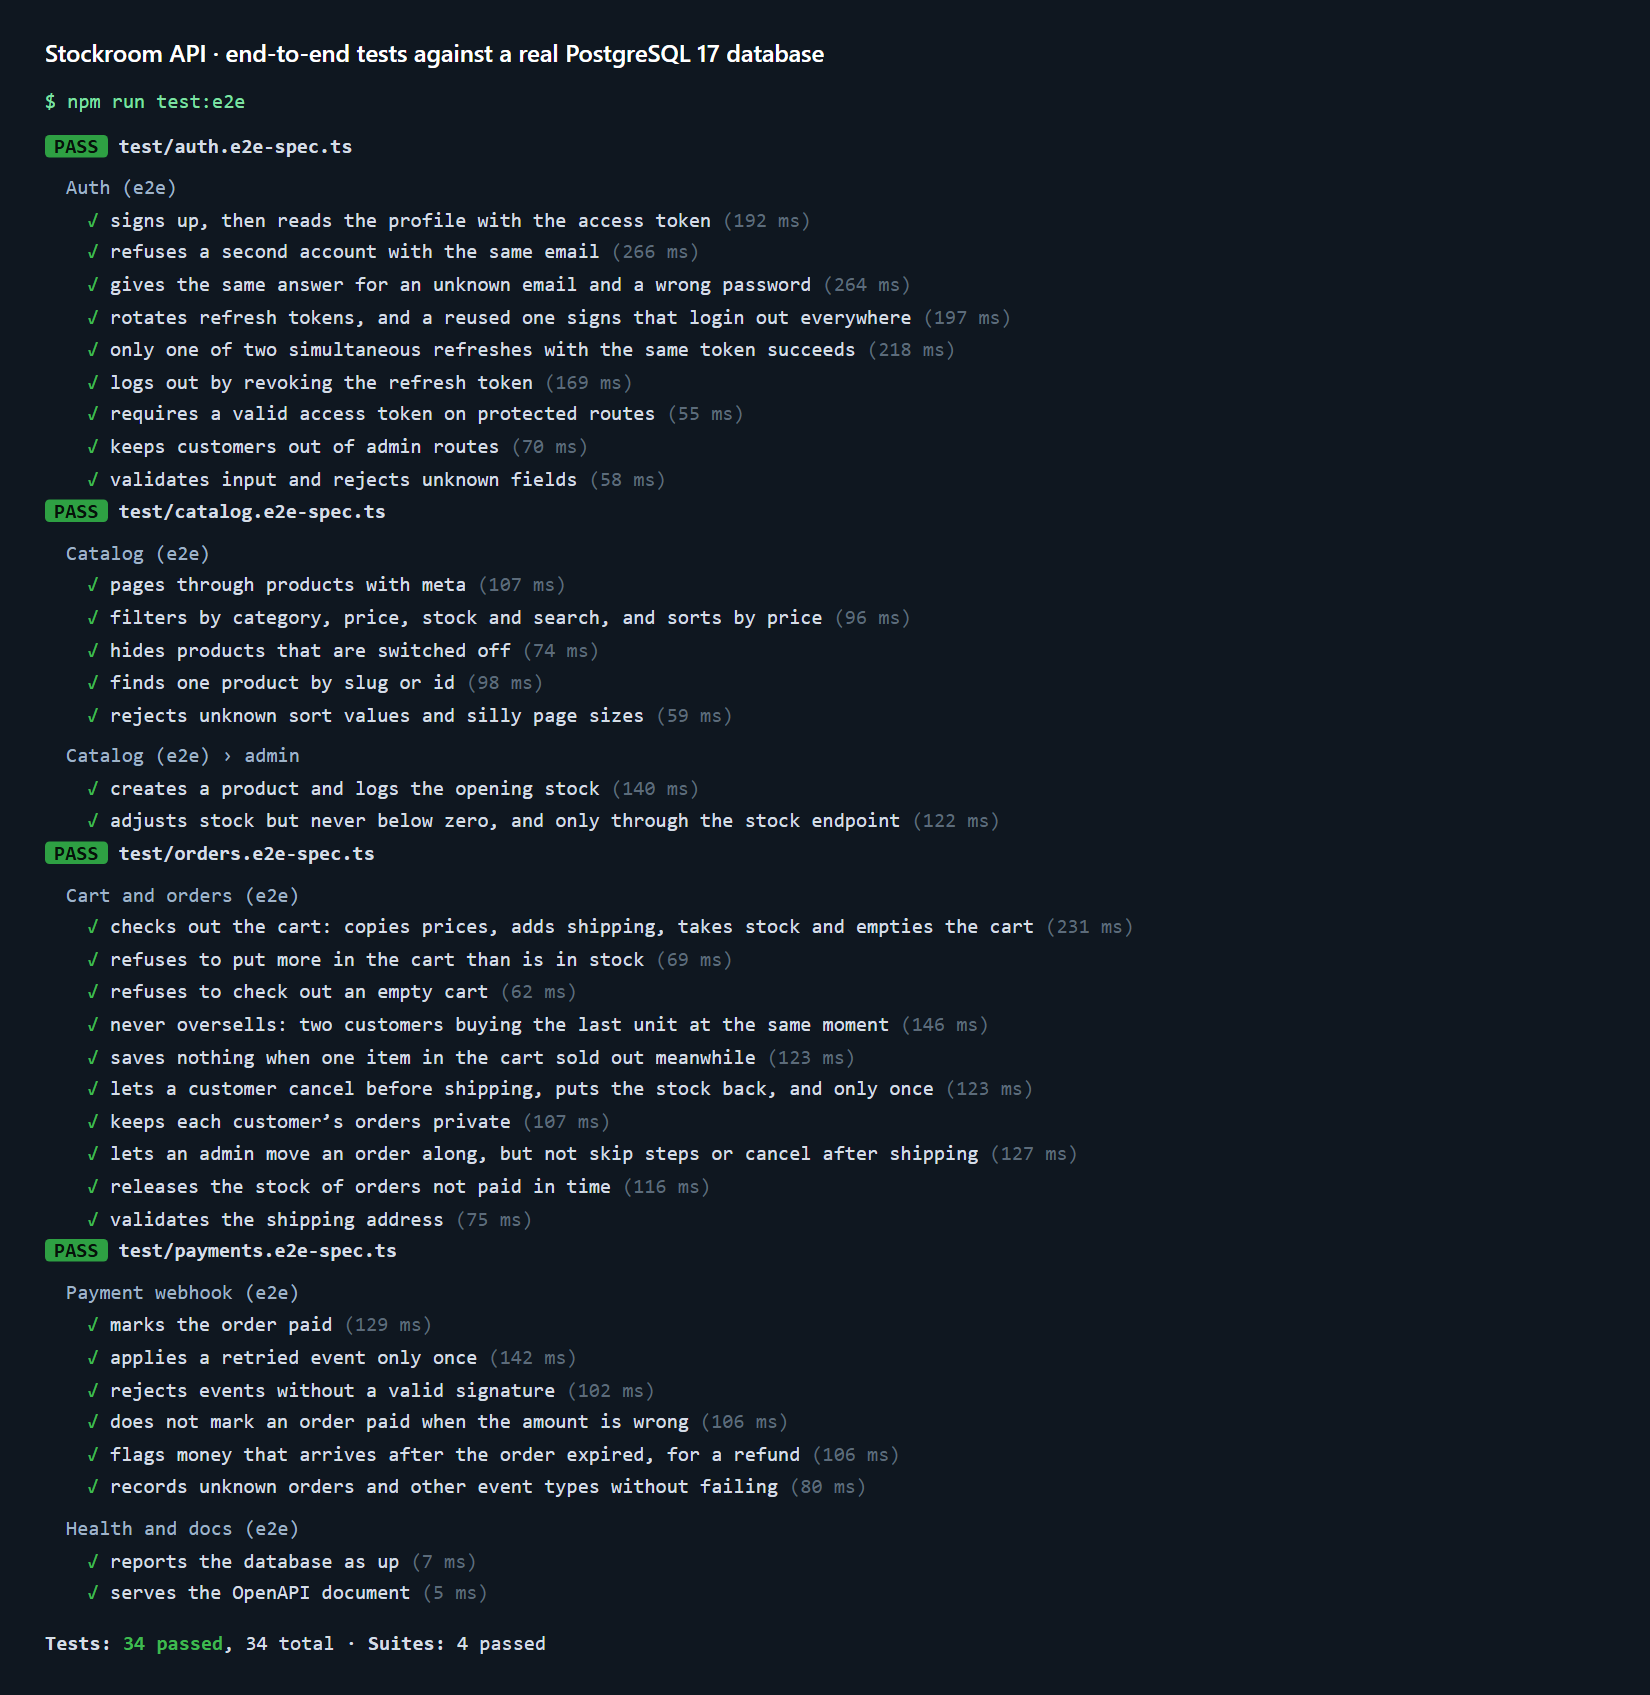 Stockroom API · end-to-end tests against a real PostgreSQL 17 database
$ npm run test:e2e
PASS test/auth.e2e-spec.ts
Auth (e2e)
√ signs up, then reads the profile with the access token (192 ms)
√ refuses a second account with the same email (266 ms)
√ gives the same answer for an unknown email and a wrong password (264 ms)
√ rotates refresh tokens, and a reused one signs that login out everywhere (197 ms)
√ only one of two simultaneous refreshes with the same token succeeds (218 ms)
√ logs out by revoking the refresh token (169 ms)
√ requires a valid access token on protected routes (55 ms)
√ keeps customers out of admin routes (70 ms)
√ validates input and rejects unknown fields (58 ms)
PASS test/catalog.e2e-spec.ts
Catalog (e2e)
√ pages through products with meta (107 ms)
√ filters by category, price, stock and search, and sorts by price (96 ms)
√ hides products that are switched off (74 ms)
√ finds one product by slug or id (98 ms)
√ rejects unknown sort values and silly page sizes (59 ms)
Catalog (e2e) › admin
√ creates a product and logs the opening stock (140 ms)
√ adjusts stock but never below zero, and only through the stock endpoint (122 ms)
PASS test/orders.e2e-spec.ts
Cart and orders (e2e)
√ checks out the cart: copies prices, adds shipping, takes stock and empties the cart (231 ms)
√ refuses to put more in the cart than is in stock (69 ms)
√ refuses to check out an empty cart (62 ms)
√ never oversells: two customers buying the last unit at the same moment (146 ms)
√ saves nothing when one item in the cart sold out meanwhile (123 ms)
√ lets a customer cancel before shipping, puts the stock back, and only once (123 ms)
√ keeps each customer’s orders private (107 ms)
√ lets an admin move an order along, but not skip steps or cancel after shipping (127 ms)
√ releases the stock of orders not paid in time (116 ms)
√ validates the shipping address (75 ms)
PASS test/payments.e2e-spec.ts
Payment webhook (e2e)
√ marks the order paid (129 ms)
√ applies a retried event only once (142 ms)
√ rejects events without a valid signature (102 ms)
√ does not mark an order paid when the amount is wrong (106 ms)
√ flags money that arrives after the order expired, for a refund (106 ms)
√ records unknown orders and other event types without failing (80 ms)
Health and docs (e2e)
√ reports the database as up (7 ms)
√ serves the OpenAPI document (5 ms)
Tests: 34 passed, 34 total · Suites: 4 passed